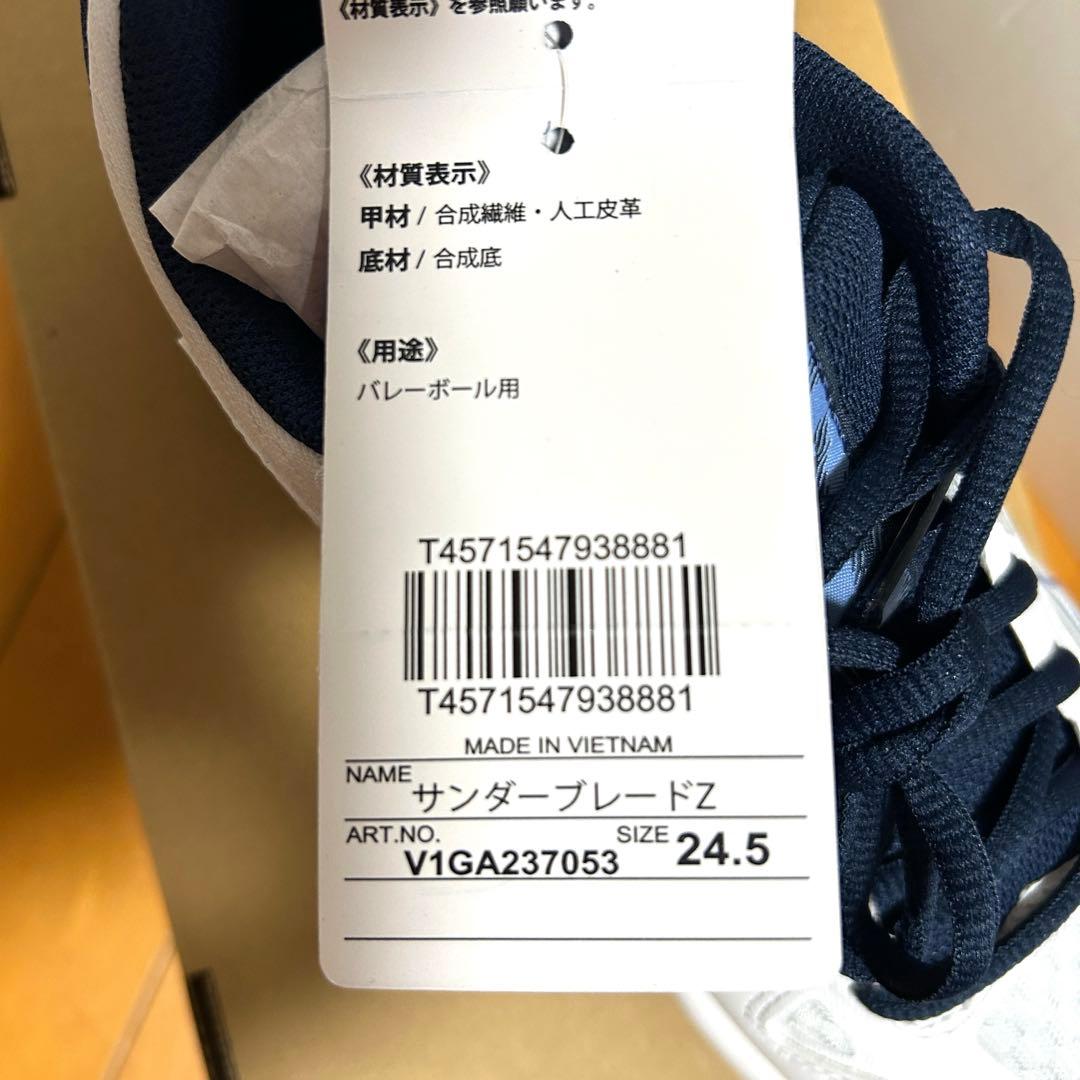 《材質表示》を参照願います。
《材質表示》
甲材 / 合成繊維・人工皮革
底材 / 合成底
《用途》
バレーボール用
T4571547938881
T4571547938881
MADE IN VIETNAM
NAME サンダーブレードZ
ART.NO. V1GA237053 SIZE 24.5